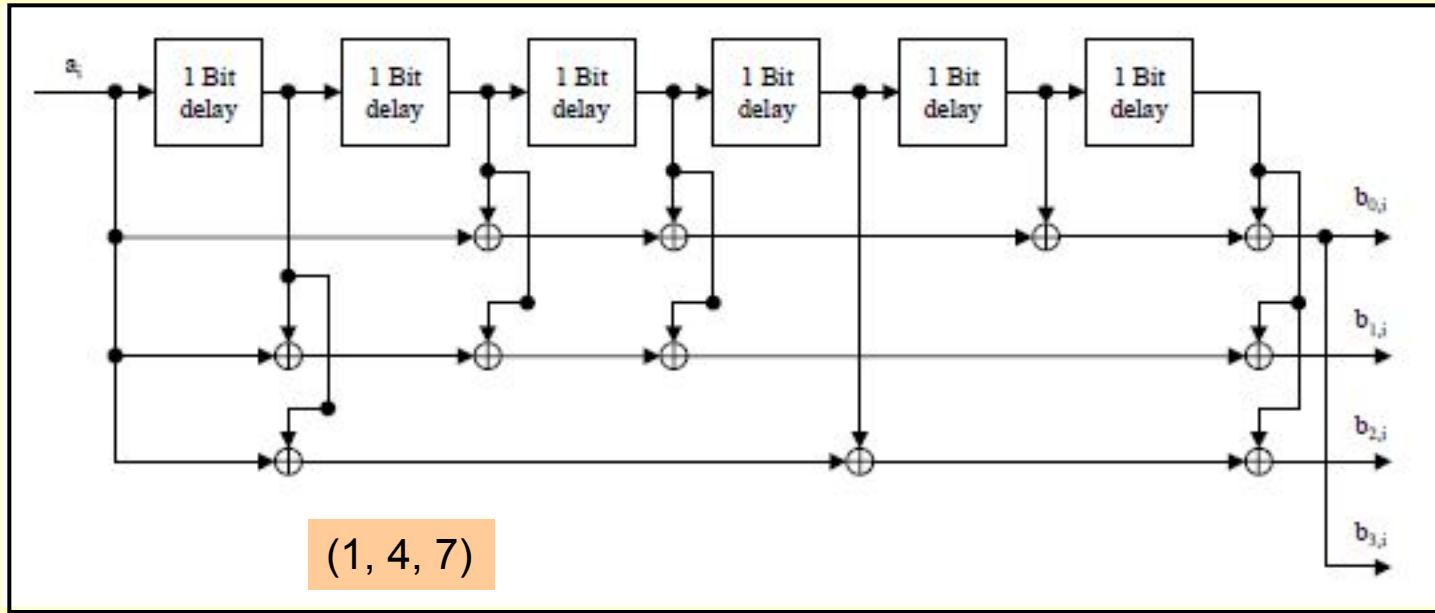 a_i
1 Bit
delay
1 Bit
delay
1 Bit
delay
1 Bit
delay
1 Bit
delay
1 Bit
delay
b_0,i
b_1,i
b_2,i
b_3,i
(1, 4, 7)